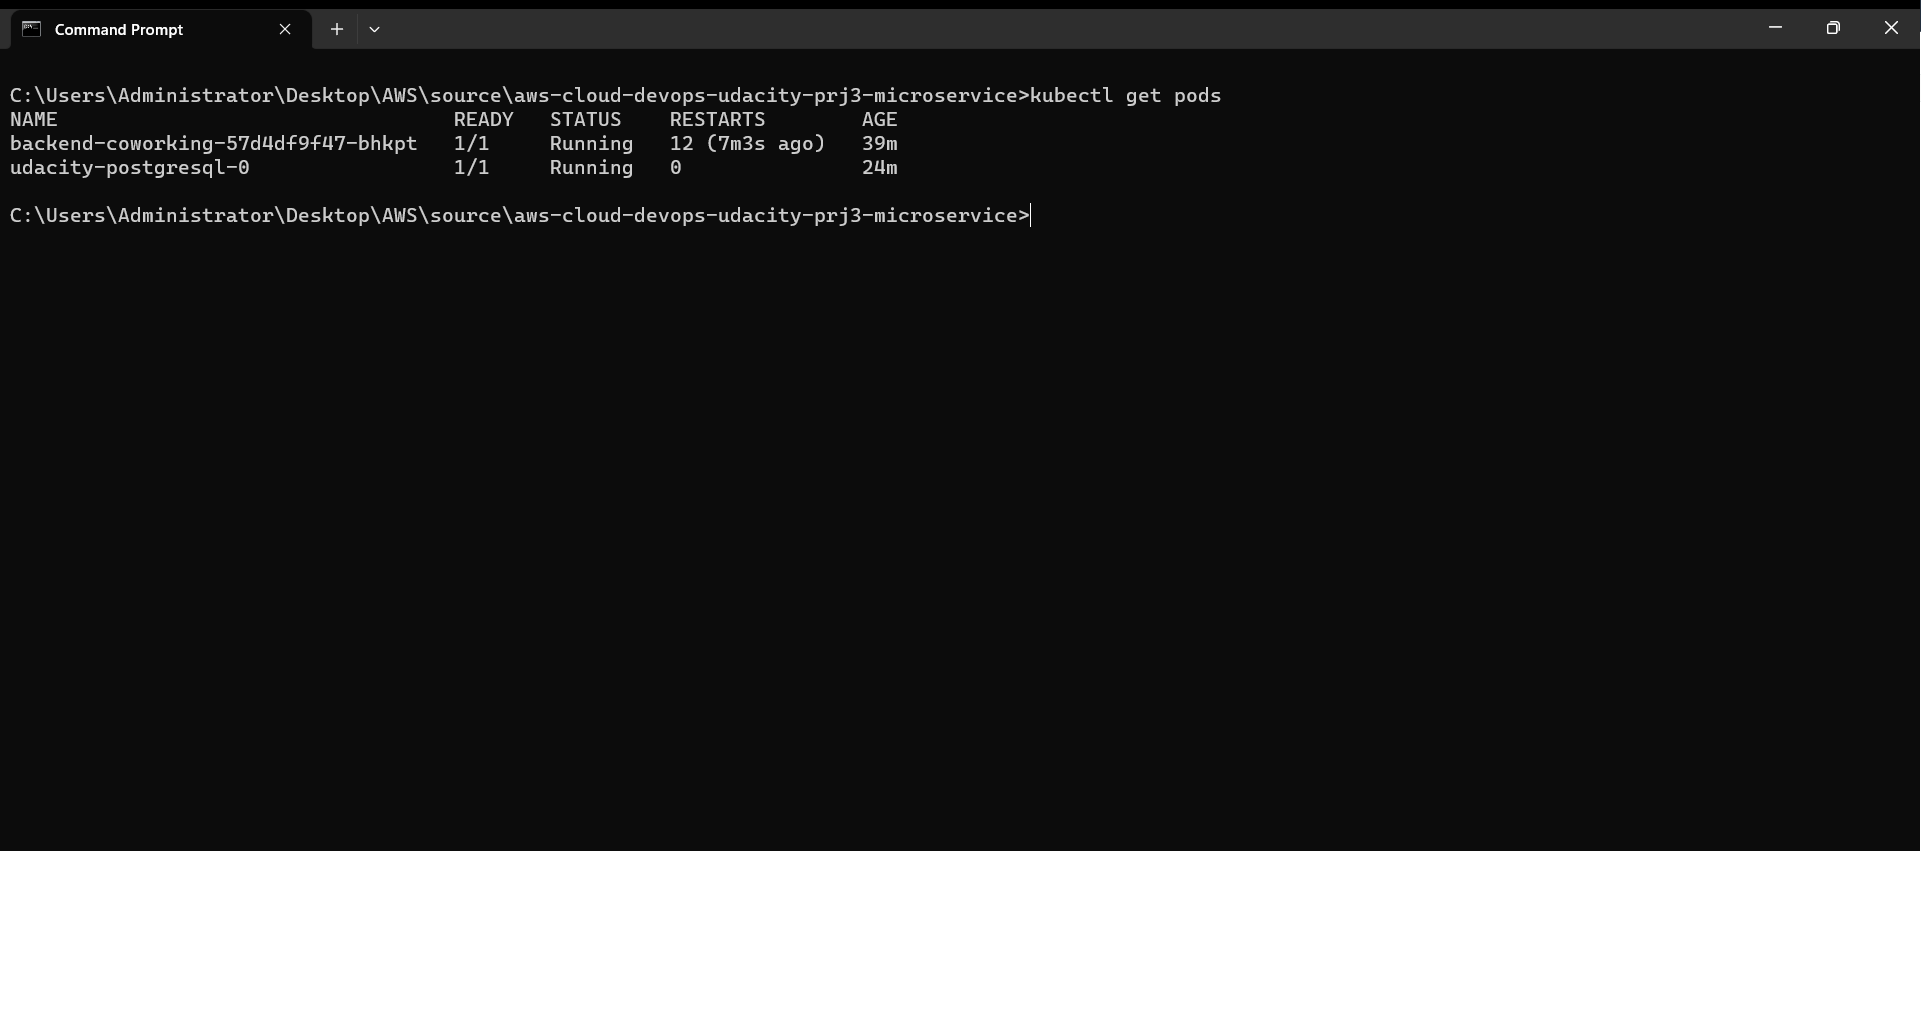 Command Prompt
C:\Users\Administrator\Desktop\AWS\source\aws-cloud-devops-udacity-prj3-microservice>kubectl get pods
NAME                                 READY   STATUS    RESTARTS        AGE
backend-coworking-57d4df9f47-bhkpt   1/1     Running   12 (7m3s ago)   39m
udacity-postgresql-0                 1/1     Running   0               24m
C:\Users\Administrator\Desktop\AWS\source\aws-cloud-devops-udacity-prj3-microservice>